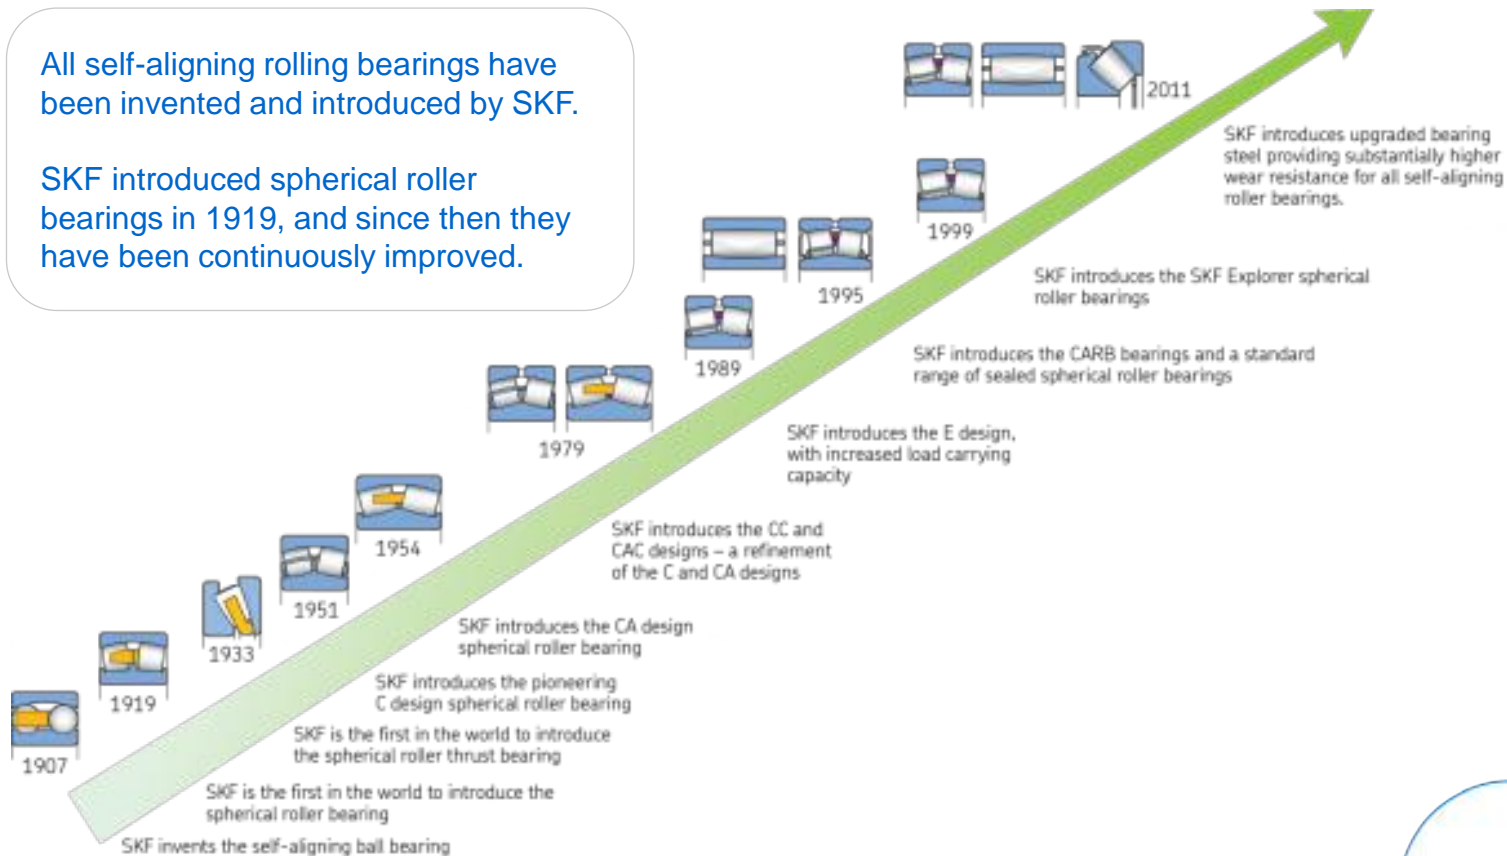 All self-aligning rolling bearings have
been invented and introduced by SKF.
SKF introduced spherical roller
bearings in 1919, and since then they
have been continuously improved.
2011
SKF introduces upgraded bearing
steel providing substantially higher
wear resistance for all self-aligning
roller bearings.
1999
SKF introduces the SKF Explorer spherical
roller bearings
1995
SKF introduces the CARB bearings and a standard
range of sealed spherical roller bearings
1989
SKF introduces the E design,
with increased load carrying
capacity
1979
SKF introduces the CC and
CAC designs – a refinement
of the C and CA designs
1954
SKF introduces the CA design
spherical roller bearing
1951
SKF introduces the pioneering
C design spherical roller bearing
1933
SKF is the first in the world to introduce
the spherical roller thrust bearing
1919
SKF is the first in the world to introduce the
spherical roller bearing
1907
SKF invents the self-aligning ball bearing